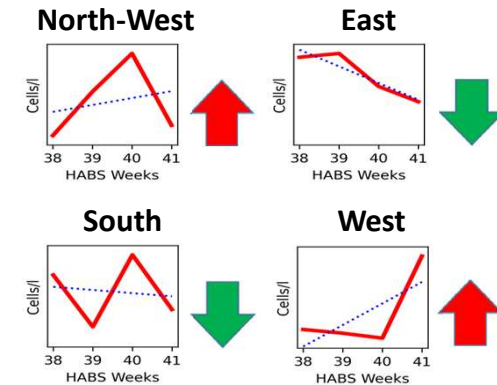 North-West
Cells/l
38 39 40 41
HABS Weeks
East
Cells/l
38 39 40 41
HABS Weeks
South
Cells/l
38 39 40 41
HABS Weeks
West
Cells/l
38 39 40 41
HABS Weeks